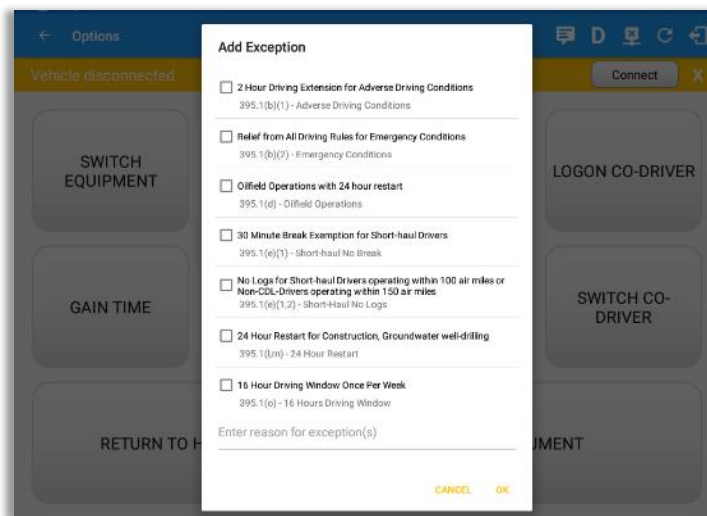 Options
D
Add Exception
Vehicle disconnected
Connect
X
2 Hour Driving Extension for Adverse Driving Conditions
395.1(b)(1) - Adverse Driving Conditions
Relief from All Driving Rules for Emergency Conditions
395.1(b)(2) - Emergency Conditions
Oilfield Operations with 24 hour restart
395.1(d) - Oilfield Operations
30 Minute Break Exemption for Short-haul Drivers
395.1(e)(1) - Short-haul No Break
No Logs for Short-haul Drivers operating within 100 air miles or
Non-CDL-Drivers operating within 150 air miles
395.1(e)(1,2) - Short-Haul No Logs
24 Hour Restart for Construction, Groundwater well-drilling
395.1(l,m) - 24 Hour Restart
16 Hour Driving Window Once Per Week
395.1(o) - 16 Hours Driving Window
Enter reason for exception(s)
CANCEL
OK
SWITCH
EQUIPMENT
LOGON CO-DRIVER
GAIN TIME
SWITCH CO-
DRIVER
RETURN TO